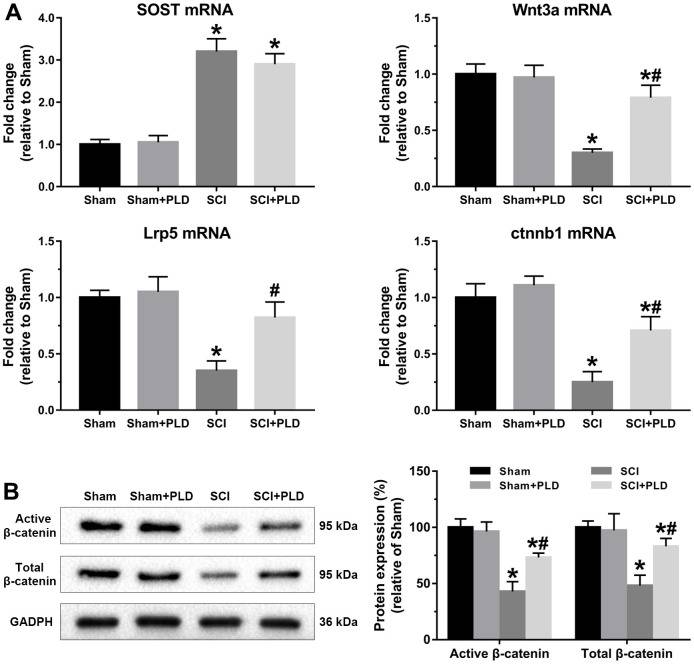 A
SOST mRNA
Fold change
(relative to Sham)
4.0
3.0
2.0
1.0
0.0
*
*
Sham
Sham+PLD
SCI
SCI+PLD
Wnt3a mRNA
Fold change
(relative to Sham)
1.5
1.0
0.5
0.0
*
*#
Sham
Sham+PLD
SCI
SCI+PLD
Lrp5 mRNA
Fold change
(relative to Sham)
1.5
1.0
0.5
0.0
*
#
Sham
Sham+PLD
SCI
SCI+PLD
ctnnb1 mRNA
Fold change
(relative to Sham)
1.5
1.0
0.5
0.0
*
*#
Sham
Sham+PLD
SCI
SCI+PLD
B
Sham Sham+PLD SCI SCI+PLD
Active
β-catenin
95 kDa
Total
β-catenin
95 kDa
GADPH
36 kDa
Protein expression (%)
(relative of Sham)
150
100
50
0
Sham
Sham+PLD
SCI
SCI+PLD
*
*#
*
*#
Active β-catenin
Total β-catenin